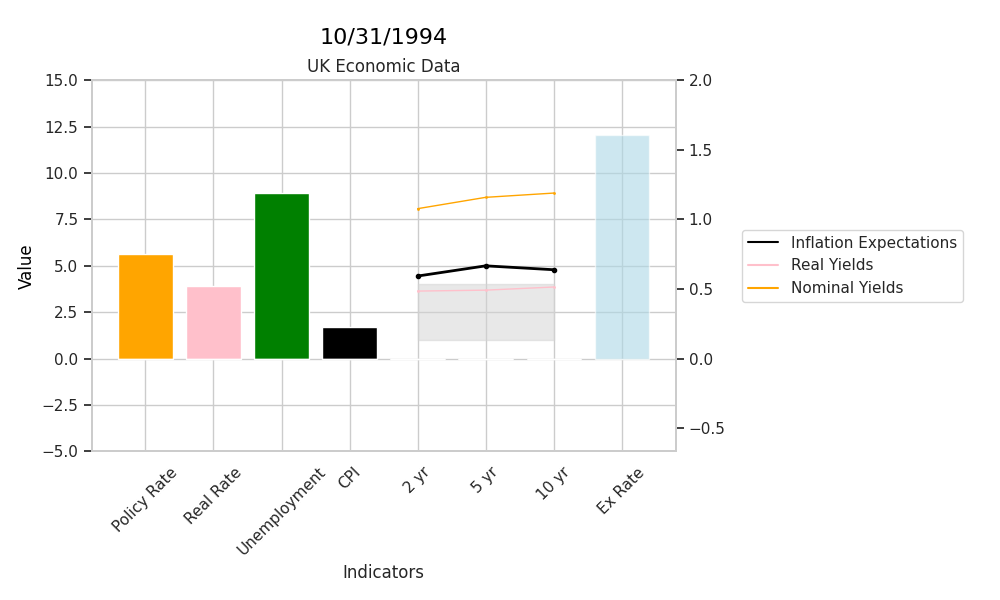 10/31/1994
UK Economic Data
15.0
12.5
10.0
7.5
5.0
2.5
0.0
−2.5
−5.0
Value
2.0
1.5
1.0
0.5
0.0
−0.5
Inflation Expectations
Real Yields
Nominal Yields
Policy Rate
Real Rate
Unemployment
CPI
2 yr
5 yr
10 yr
Ex Rate
Indicators